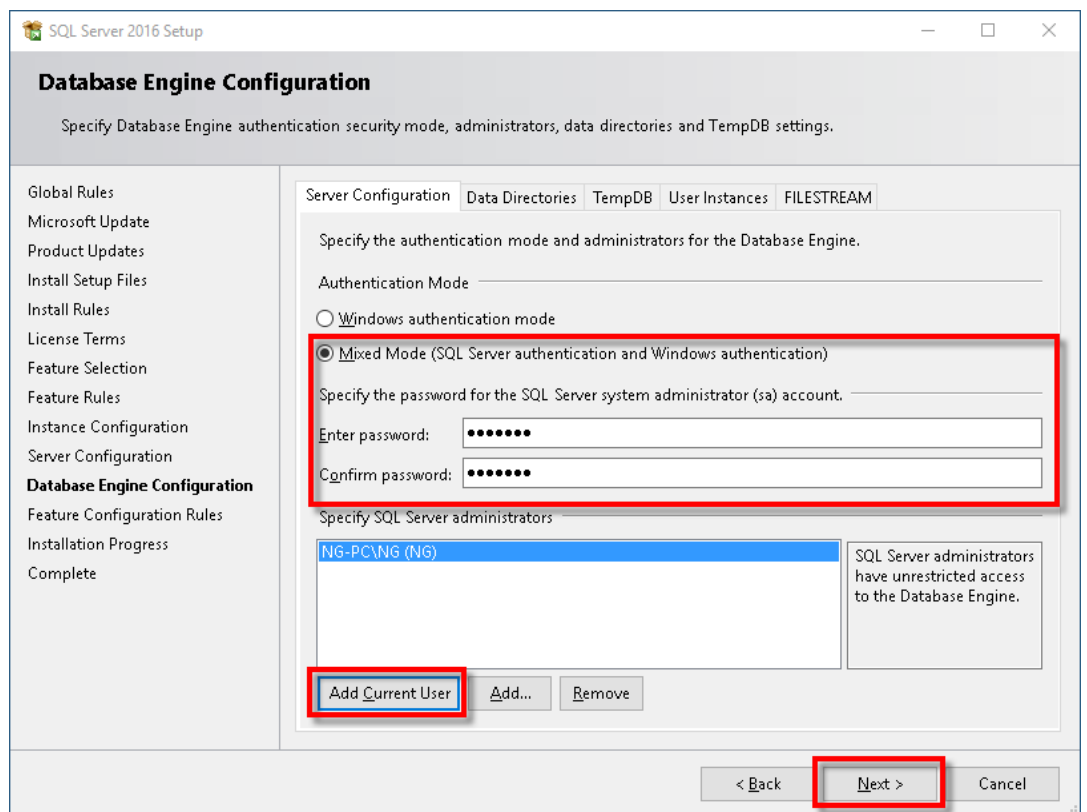 SQL Server 2016 Setup
Database Engine Configuration
Specify Database Engine authentication security mode, administrators, data directories and TempDB settings.
Global Rules
Microsoft Update
Product Updates
Install Setup Files
Install Rules
License Terms
Feature Selection
Feature Rules
Instance Configuration
Server Configuration
Database Engine Configuration
Feature Configuration Rules
Installation Progress
Complete
Server Configuration Data Directories TempDB User Instances FILESTREAM
Specify the authentication mode and administrators for the Database Engine.
Authentication Mode
Windows authentication mode
Mixed Mode (SQL Server authentication and Windows authentication)
Specify the password for the SQL Server system administrator (sa) account.
Enter password: •••••••
Confirm password: •••••••
Specify SQL Server administrators
NG-PC\NG (NG)
SQL Server administrators
have unrestricted access
to the Database Engine.
Add Current User Add... Remove
< Back Next > Cancel